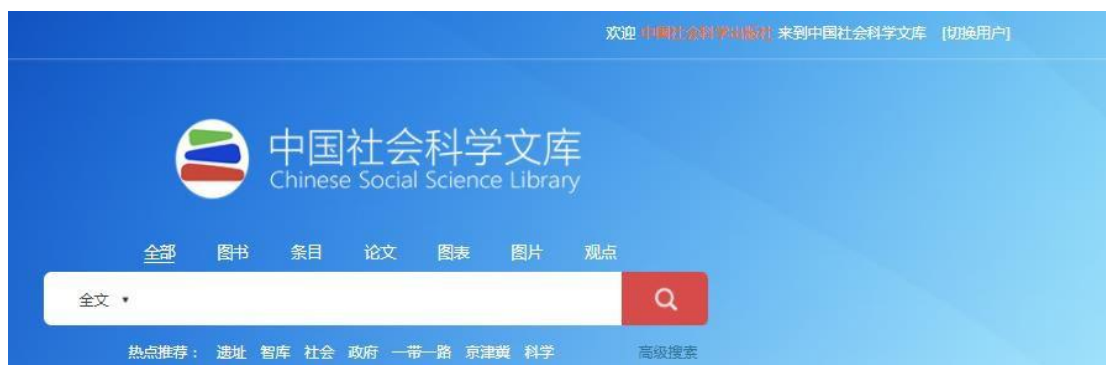 欢迎 中国社会科学出版社 来到中国社会科学文库 [切换用户]
中国社会科学文库
Chinese Social Science Library
全部 图书 条目 论文 图表 图片 观点
全文
热点推荐： 遗址 智库 社会 政府 一带一路 京津冀 科学 高级搜索